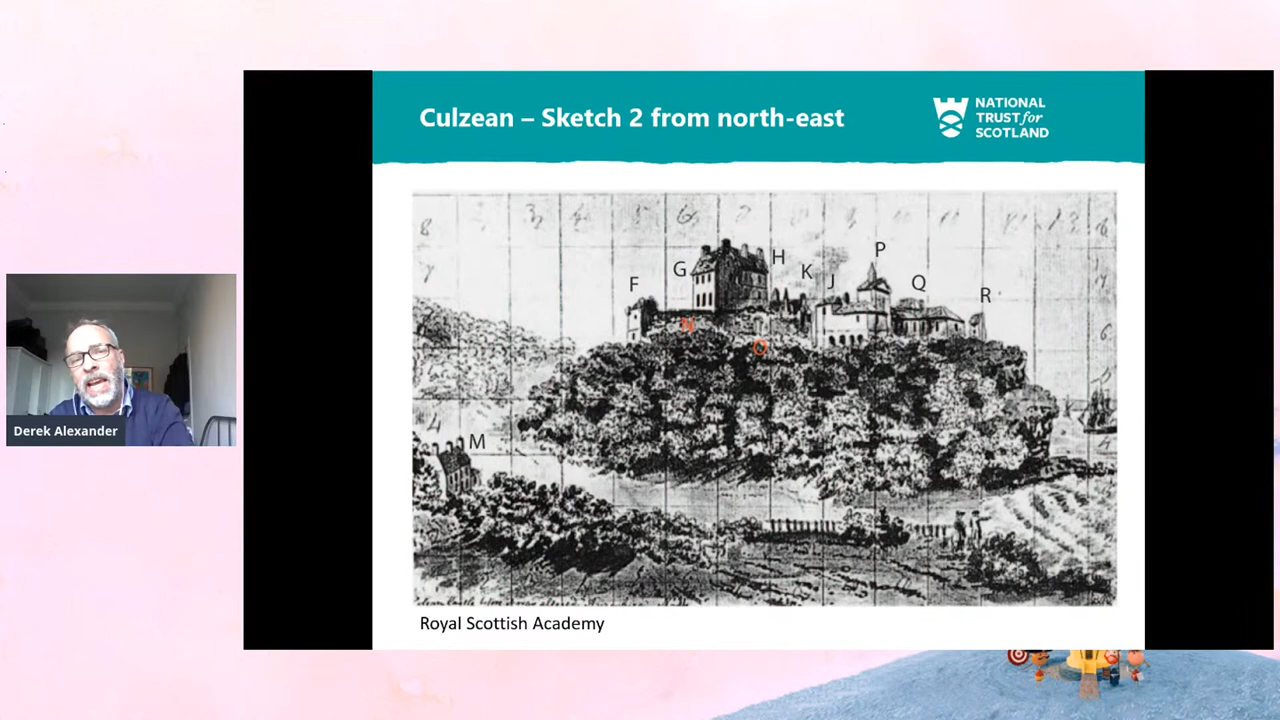 Culzean – Sketch 2 from north-east
NATIONAL
TRUST for
SCOTLAND
P
H
G
K
F
J
Q
R
N
O
M
Derek Alexander
Royal Scottish Academy